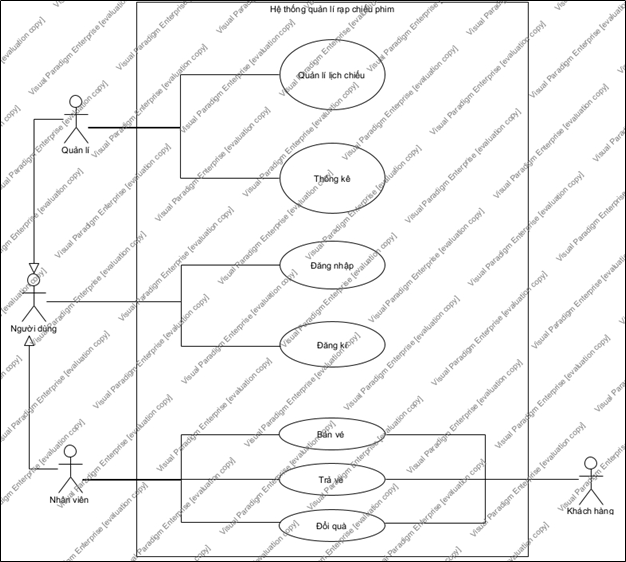 Hệ thống quản lí rạp chiếu phim
Quản lí lịch chiếu
Quản lí
Thống kê
Đăng nhập
Người dùng
Đăng kí
Bán vé
Trả vé
Nhân viên
Đổi quà
Khách hàng
Visual Paradigm Enterprise [evaluation copy]